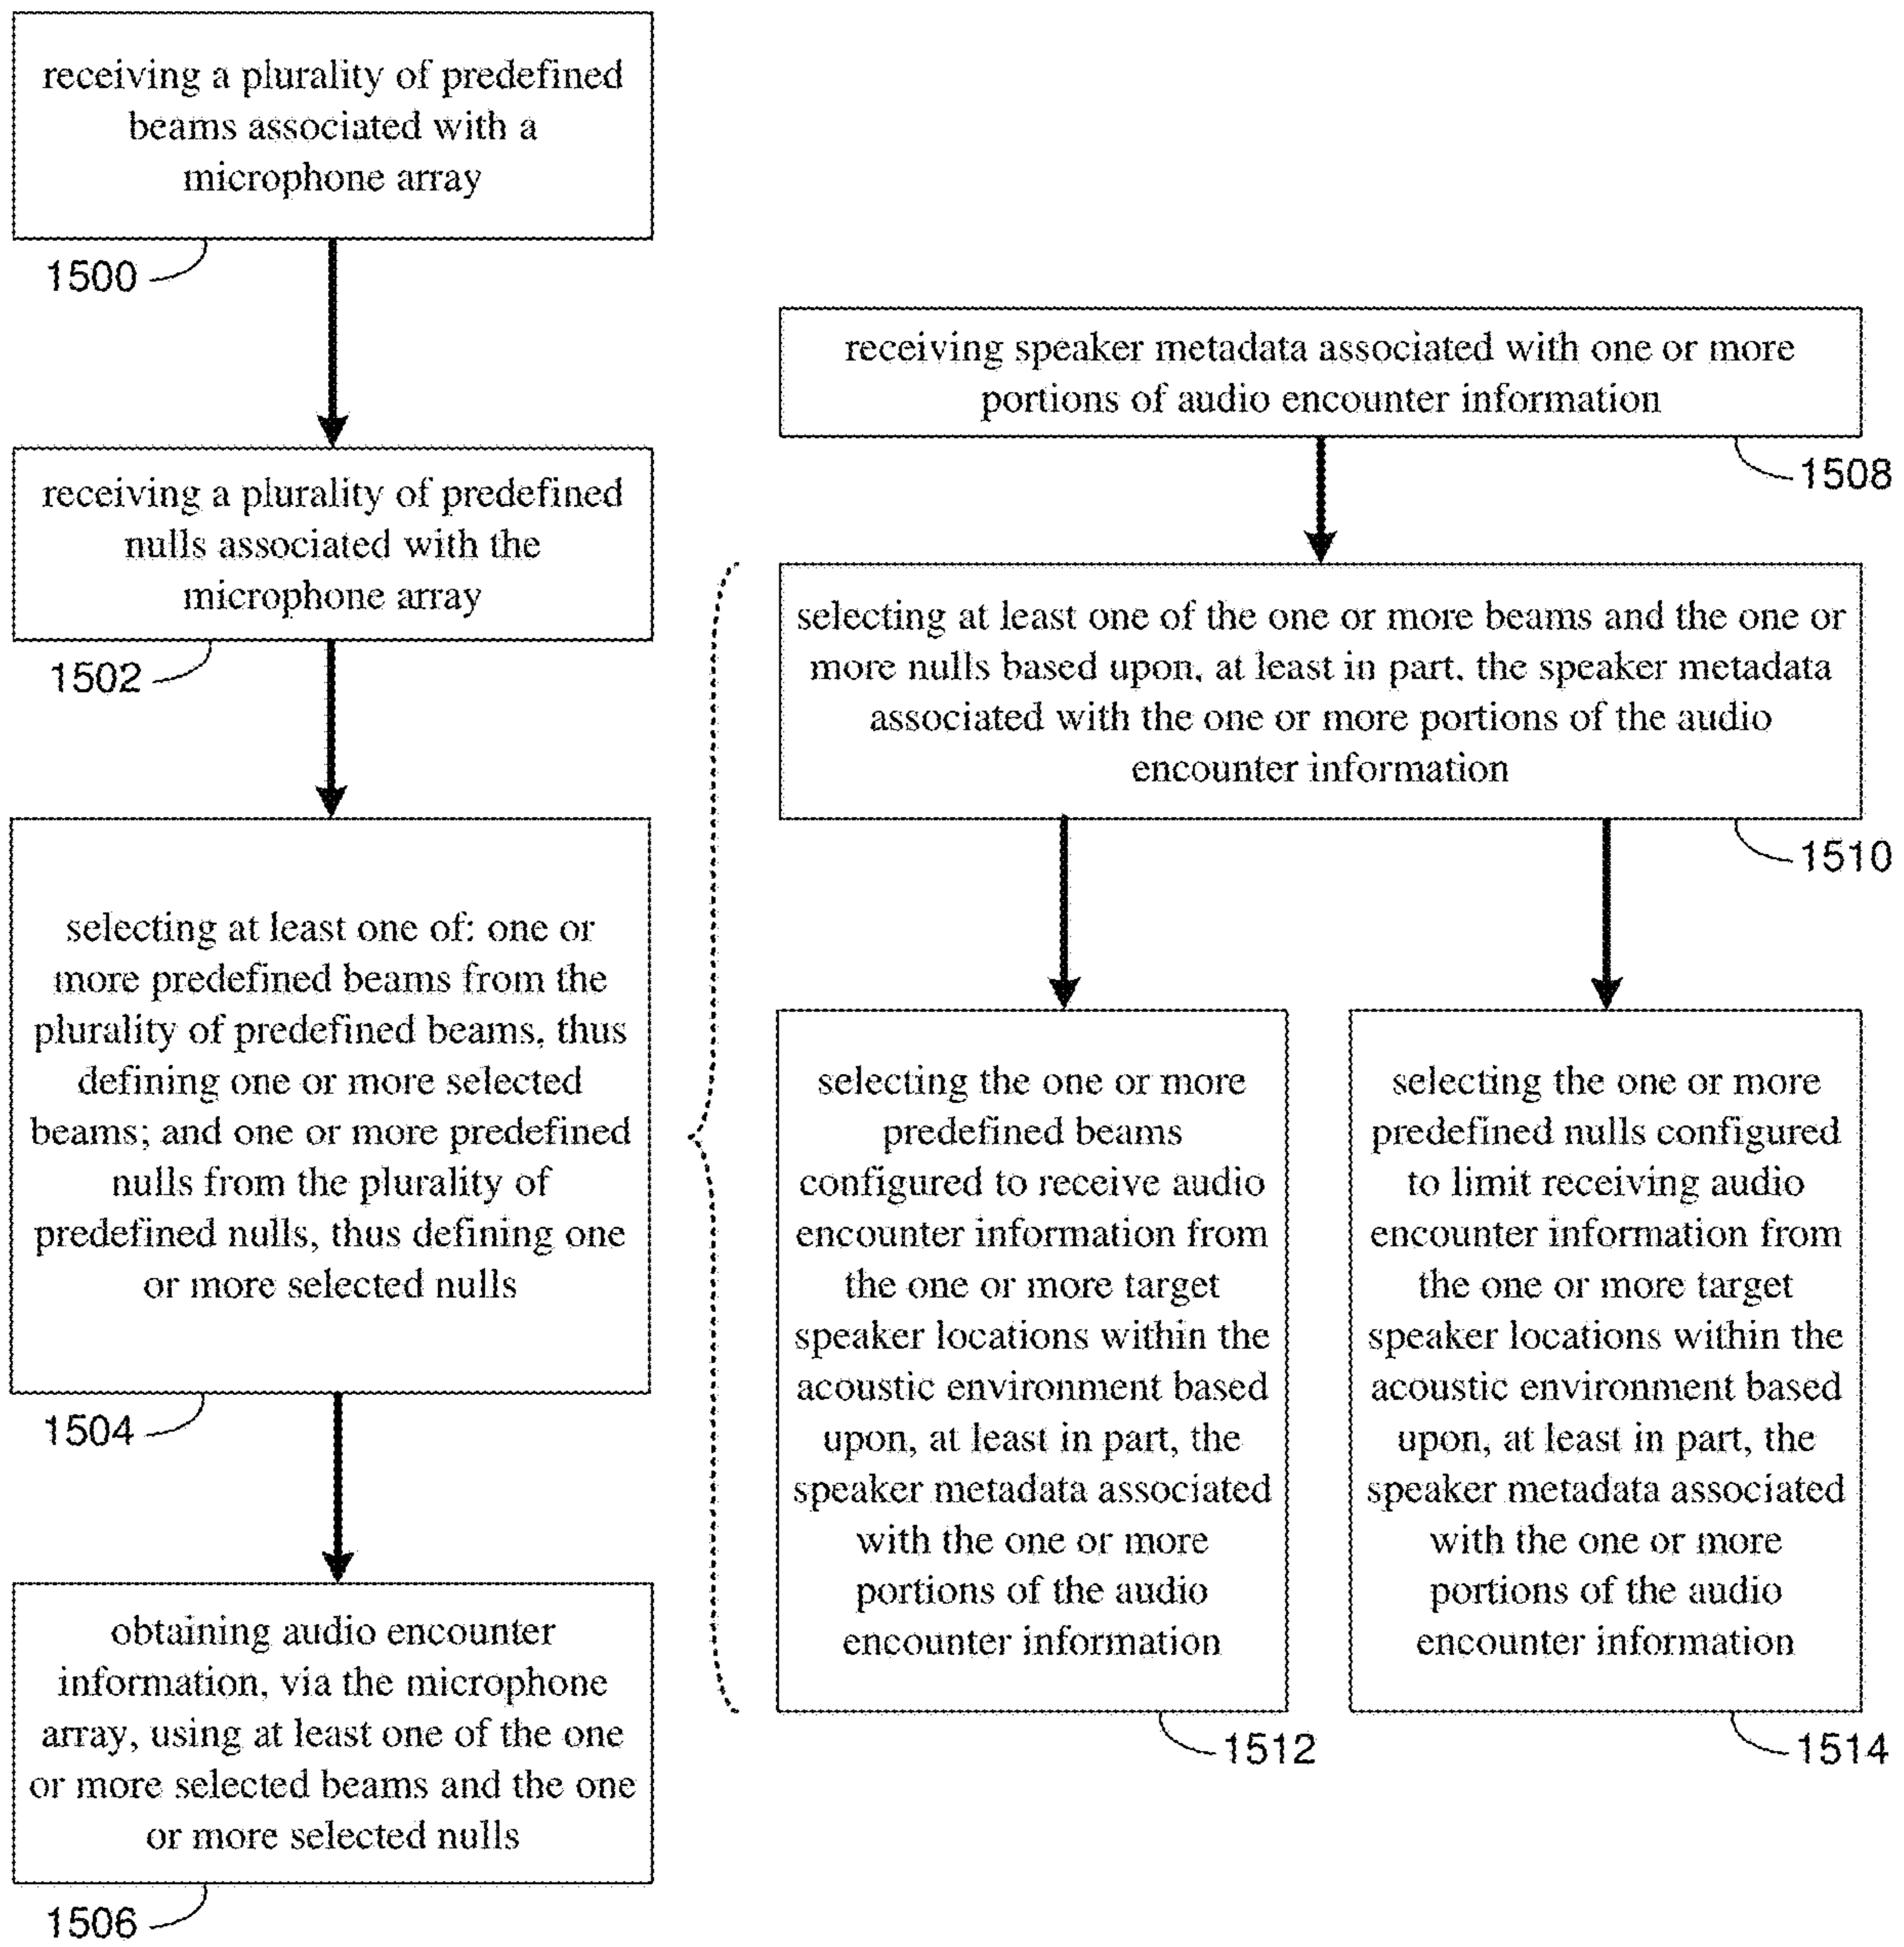 receiving a plurality of predefined
beams associated with a
microphone array
1500
receiving a plurality of predefined
nulls associated with the
microphone array
1502
selecting at least one of: one or
more predefined beams from the
plurality of predefined beams, thus
defining one or more selected
beams; and one or more predefined
nulls from the plurality of
predefined nulls, thus defining one
or more selected nulls
1504
obtaining audio encounter
information, via the microphone
array, using at least one of the one
or more selected beams and the one
or more selected nulls
1506
receiving speaker metadata associated with one or more
portions of audio encounter information
1508
selecting at least one of the one or more beams and the one or
more nulls based upon, at least in part, the speaker metadata
associated with the one or more portions of the audio
encounter information
1510
selecting the one or more
predefined beams
configured to receive audio
encounter information from
the one or more target
speaker locations within the
acoustic environment based
upon, at least in part, the
speaker metadata associated
with the one or more
portions of the audio
encounter information
1512
selecting the one or more
predefined nulls configured
to limit receiving audio
encounter information from
the one or more target
speaker locations within the
acoustic environment based
upon, at least in part, the
speaker metadata associated
with the one or more
portions of the audio
encounter information
1514